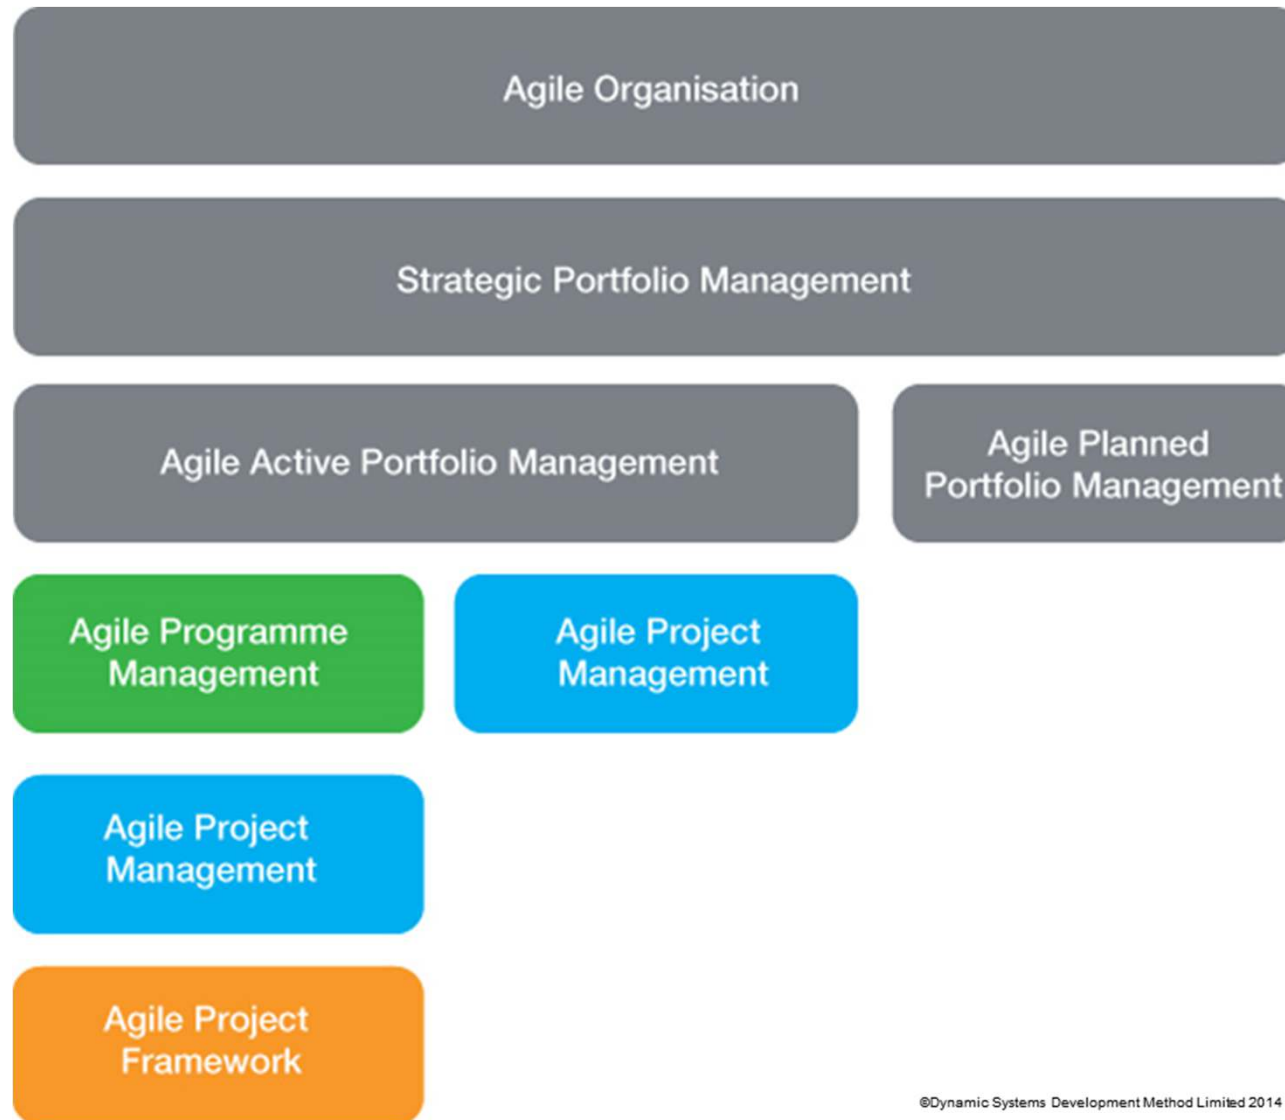 Agile Organisation
Strategic Portfolio Management
Agile Active Portfolio Management
Agile Planned
Portfolio Management
Agile Programme
Management
Agile Project
Management
Agile Project
Management
Agile Project
Framework
©Dynamic Systems Development Method Limited 2014